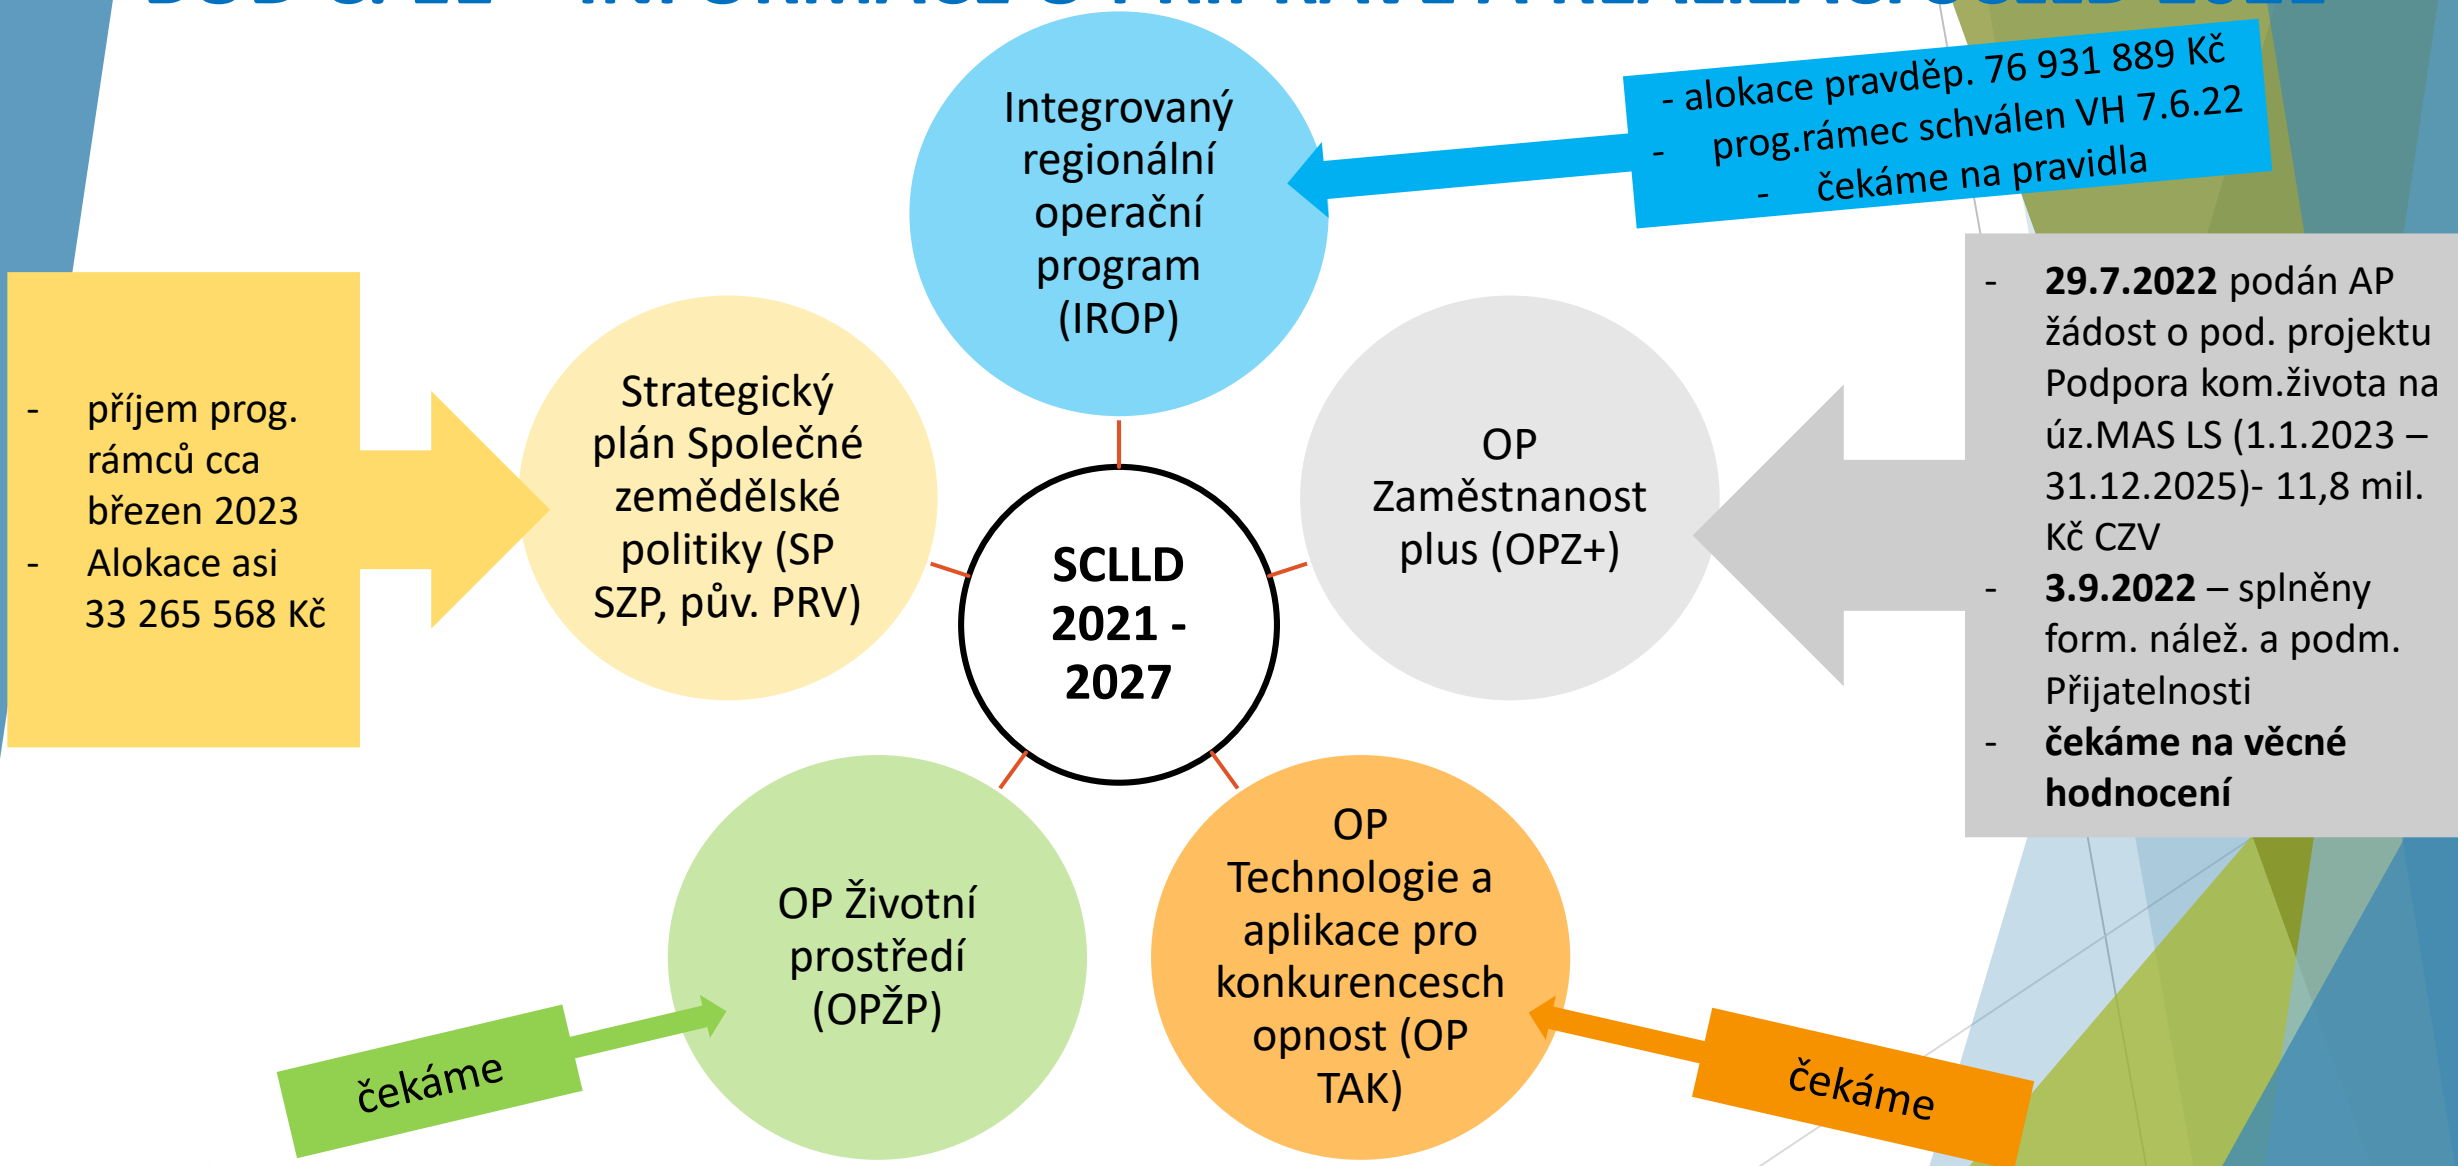 INFORMACE O PŘÍPRAVĚ A REALIZACI SCLLD
Integrovaný
regionální
operační
program
(IROP)
- alokace pravděp. 76 931 889 Kč
- prog.rámec schválen VH 7.6.22
- čekáme na pravidla
- příjem prog.
rámců cca
březen 2023
- Alokace asi
33 265 568 Kč
Strategický
plán Společné
zemědělské
politiky (SP
SZP, pův. PRV)
SCLLD
2021 -
2027
OP
Zaměstnanost
plus (OPZ+)
- 29.7.2022 podán AP
žádost o pod. projektu
Podpora kom.života na
úz.MAS LS (1.1.2023 –
31.12.2025)- 11,8 mil.
Kč CZV
- 3.9.2022 – splněny
form. nálež. a podm.
Přijatelnosti
- čekáme na věcné
hodnocení
OP Životní
prostředí
(OPŽP)
čekáme
OP
Technologie a
aplikace pro
konkurencesch
opnost (OP
TAK)
čekáme